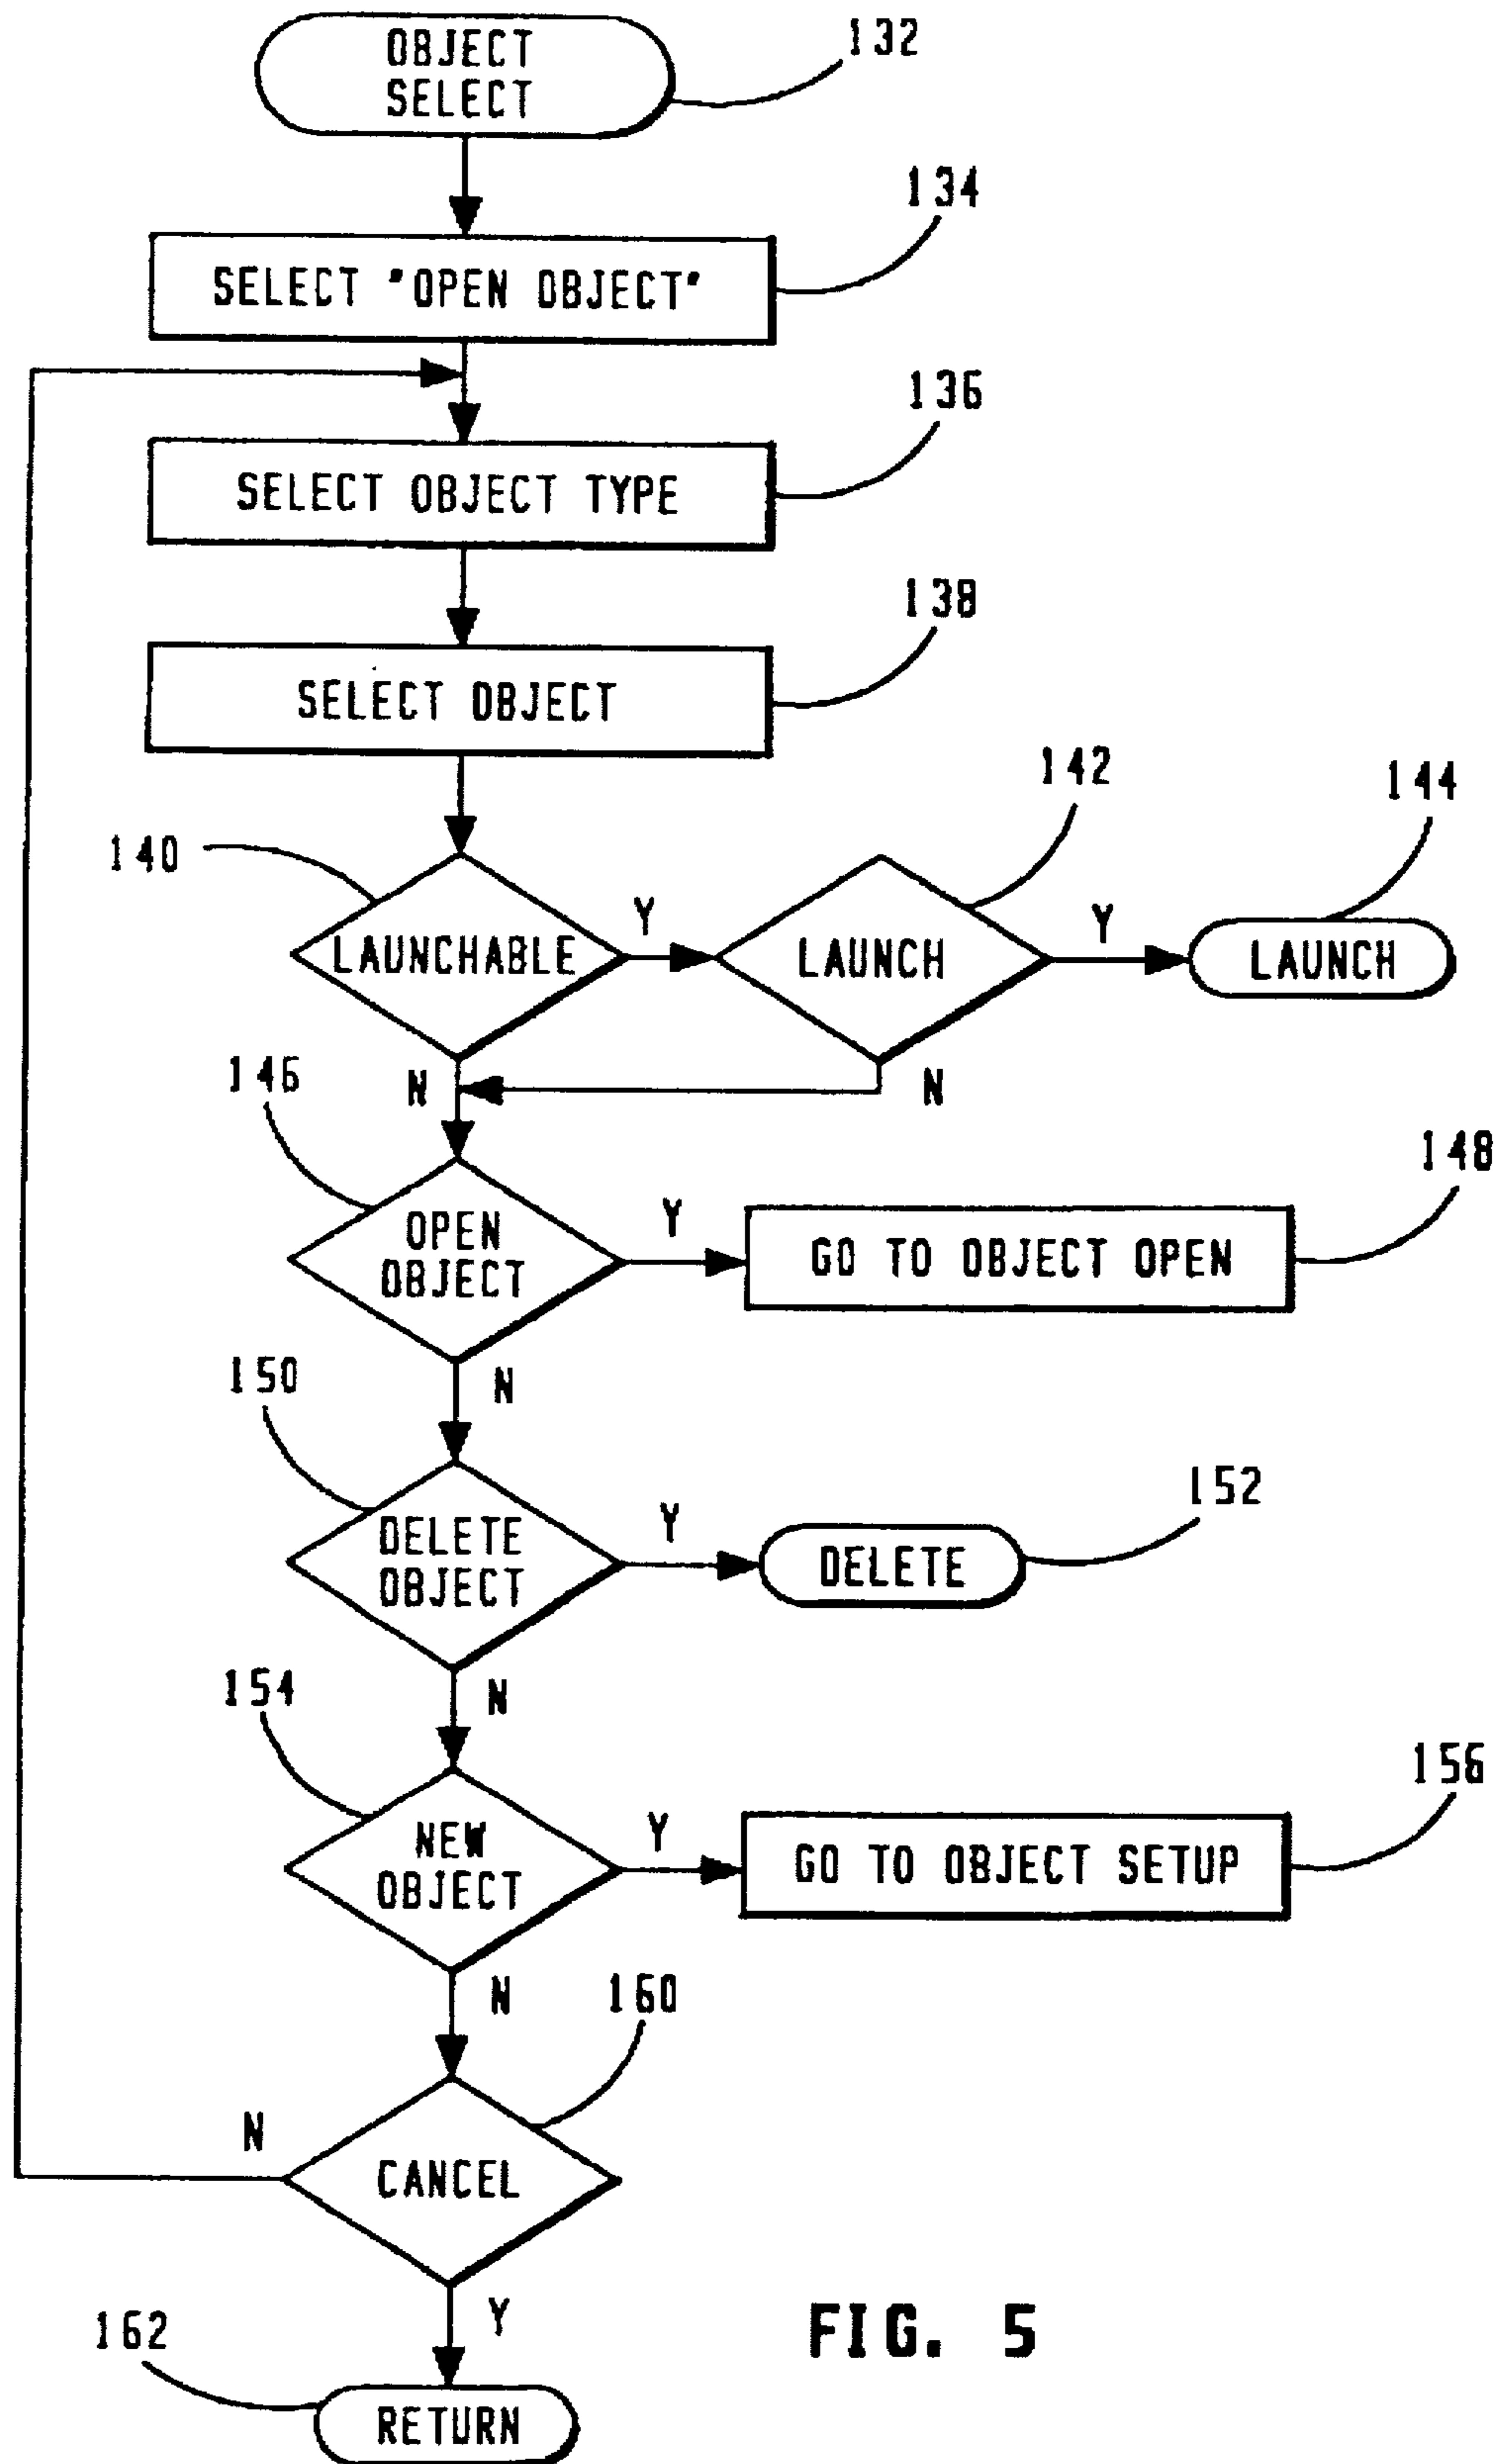 OBJECT
SELECT
132
134
SELECT "OPEN OBJECT"
136
SELECT OBJECT TYPE
138
SELECT OBJECT
142
144
140
Y
Y
LAUNCHABLE
LAUNCH
LAUNCH
146
N
N
148
Y
OPEN
OBJECT
GO TO OBJECT OPEN
150
N
152
Y
DELETE
OBJECT
DELETE
154
N
156
Y
NEW
OBJECT
GO TO OBJECT SETUP
N
160
N
CANCEL
Y
162
FIG. 5
RETURN